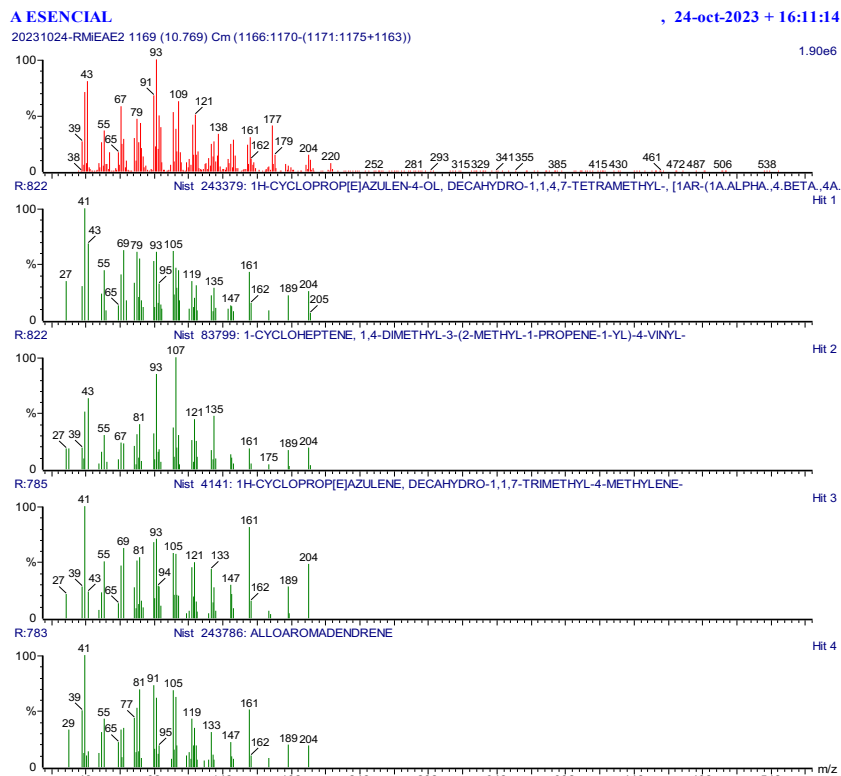 A ESENCIAL , 24-oct-2023 + 16:11:14
20231024-RMiEAE2 1169 (10.769) Cm (1166:1170-(1171:1175+1163))
1.90e6
100
%
0
38 39 43 55 65 67 79 91 93 109 121 138 161 162 177 179 204 220 252 281 293 315 329 341 355 385 415 430 461 472 487 506 538
R:822 Nist 243379: 1H-CYCLOPROP[E]AZULEN-4-OL, DECAHYDRO-1,1,4,7-TETRAMETHYL-, [1AR-(1A.ALPHA.,4.BETA.,4A.
Hit 1
100
%
0
27 41 43 55 65 69 79 93 95 105 119 135 147 161 162 189 204 205
R:822 Nist 83799: 1-CYCLOHEPTENE, 1,4-DIMETHYL-3-(2-METHYL-1-PROPENE-1-YL)-4-VINYL-
Hit 2
100
%
0
27 39 43 55 67 81 93 107 121 135 161 175 189 204
R:785 Nist 4141: 1H-CYCLOPROP[E]AZULENE, DECAHYDRO-1,1,7-TRIMETHYL-4-METHYLENE-
Hit 3
100
%
0
27 39 41 43 55 65 69 81 93 94 105 121 133 147 161 162 189 204
R:783 Nist 243786: ALLOAROMADENDRENE
Hit 4
100
%
0
29 39 41 55 65 77 81 91 95 105 119 133 147 161 162 189 204
m/z